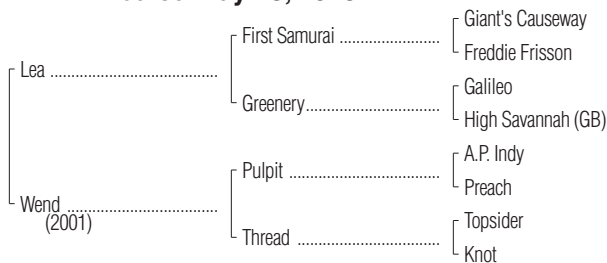 Giant's Causeway
First Samurai ....................
Freddie Frisson
Lea ..................................
Galileo
Greenery...........................
High Savannah (GB)
A.P. Indy
Pulpit ...............................
Preach
Wend ...............................
(2001)
Topsider
Thread .............................
Knot